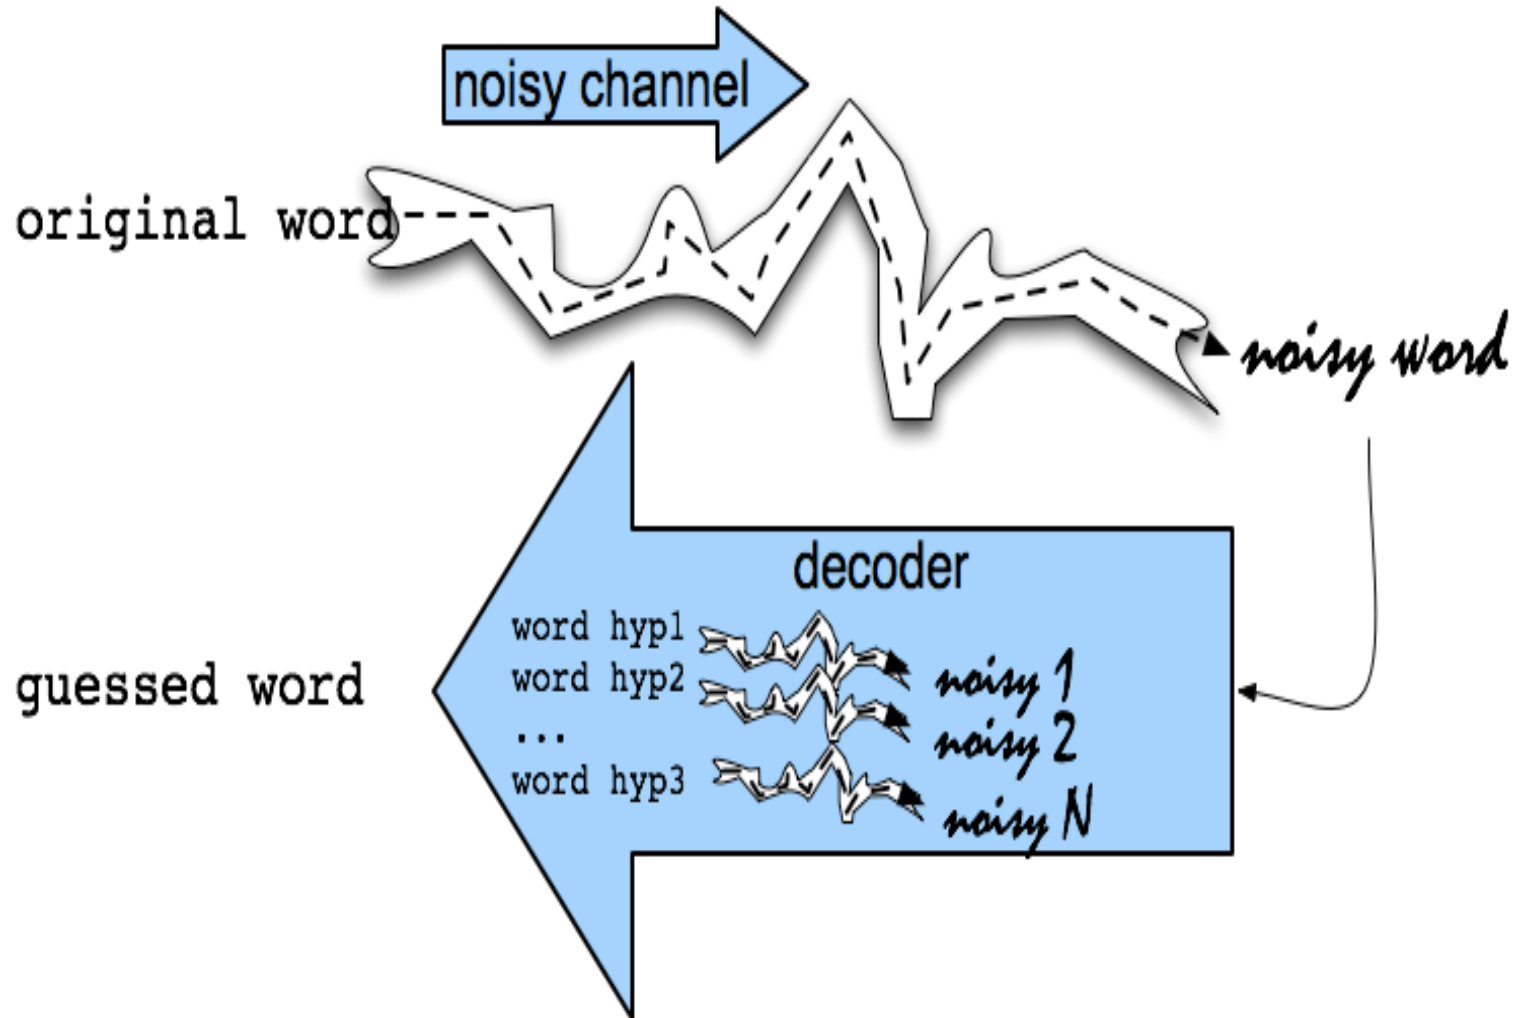 noisy channel
original word
noisy word
decoder
word hyp1
noisy 1
word hyp2
noisy 2
...
word hyp3
noisy N
guessed word